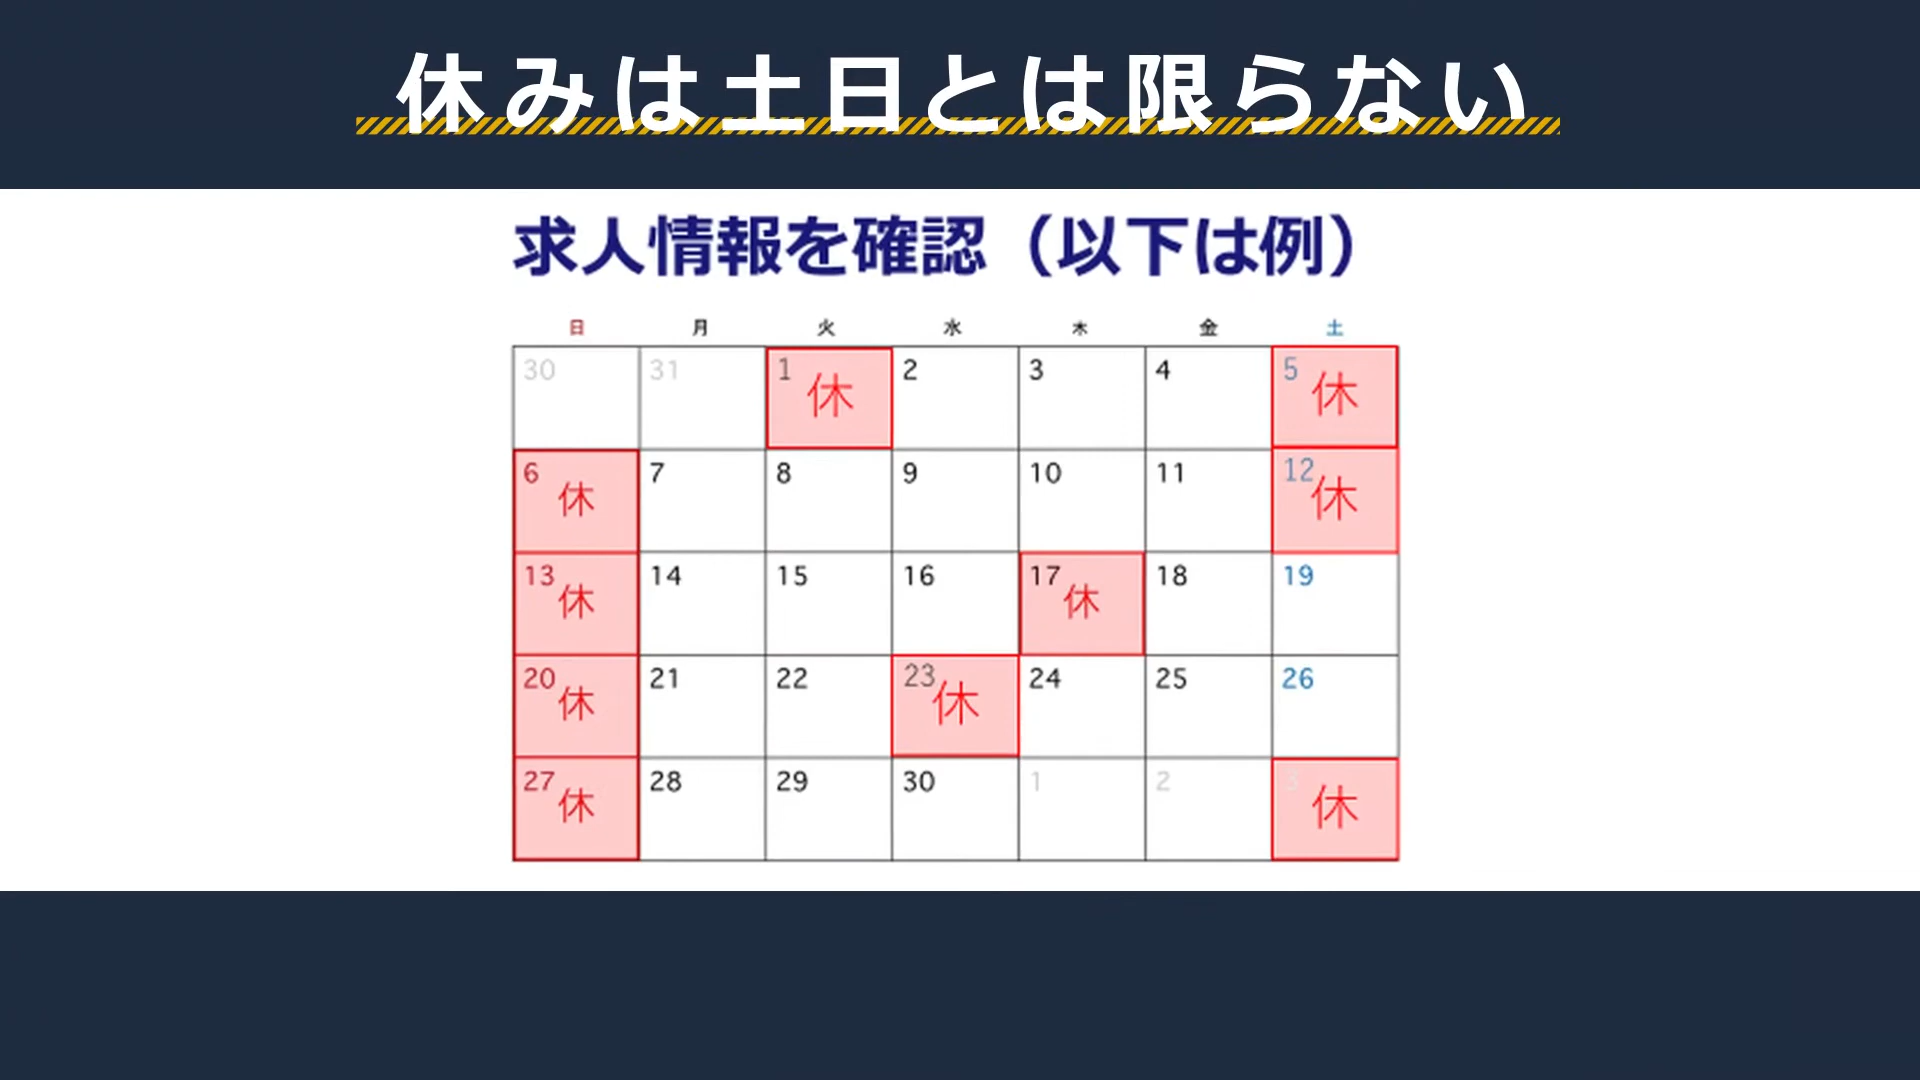 休みは土日とは限らない
求人情報を確認（以下は例）
日 月 火 水 木 金 土
30 31 1 休 2 3 4 5 休
6 休 7 8 9 10 11 12 休
13 休 14 15 16 17 休 18 19
20 休 21 22 23 休 24 25 26
27 休 28 29 30 1 2 3 休